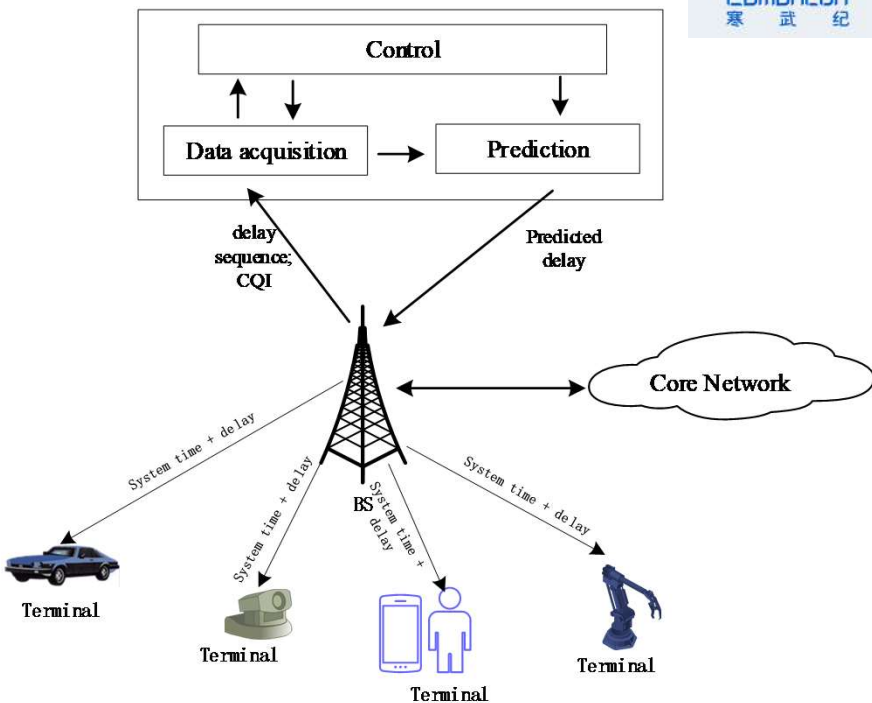 寒 武 纪
Control
Data acquisition
Prediction
delay
sequence;
CQI
Predicted
delay
Core Network
System time + delay
System time + delay
System time +
delay
System time + delay
BS
Terminal
Terminal
Terminal
Terminal